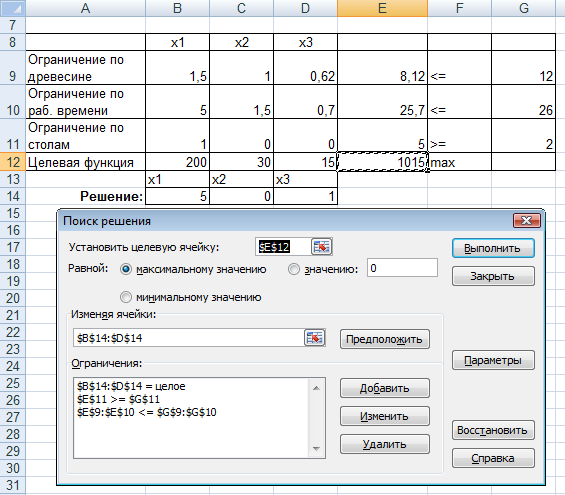 A B C D E F G
7
8 x1 x2 x3
9 Ограничение по древесине 1,5 1 0,62 8,12 <= 12
10 Ограничение по раб. времени 5 1,5 0,7 25,7 <= 26
11 Ограничение по столам 1 0 0 5 >= 2
12 Целевая функция 200 30 15 1015 max
13 x1 x2 x3
14 Решение: 5 0 1
15
16
17
18
19
20
21
22
23
24
25
26
27
28
29
30
31
Поиск решения
Установить целевую ячейку: $E$12 Выполнить
Равной: максимальному значению значению: 0 Закрыть
минимальному значению
Изменяя ячейки:
$B$14:$D$14 Предположить
Ограничения: Параметры
$B$14:$D$14 = целое Добавить
$E$11 >= $G$11
$E$9:$E$10 <= $G$9:$G$10 Изменить
Восстановить
Удалить
Справка